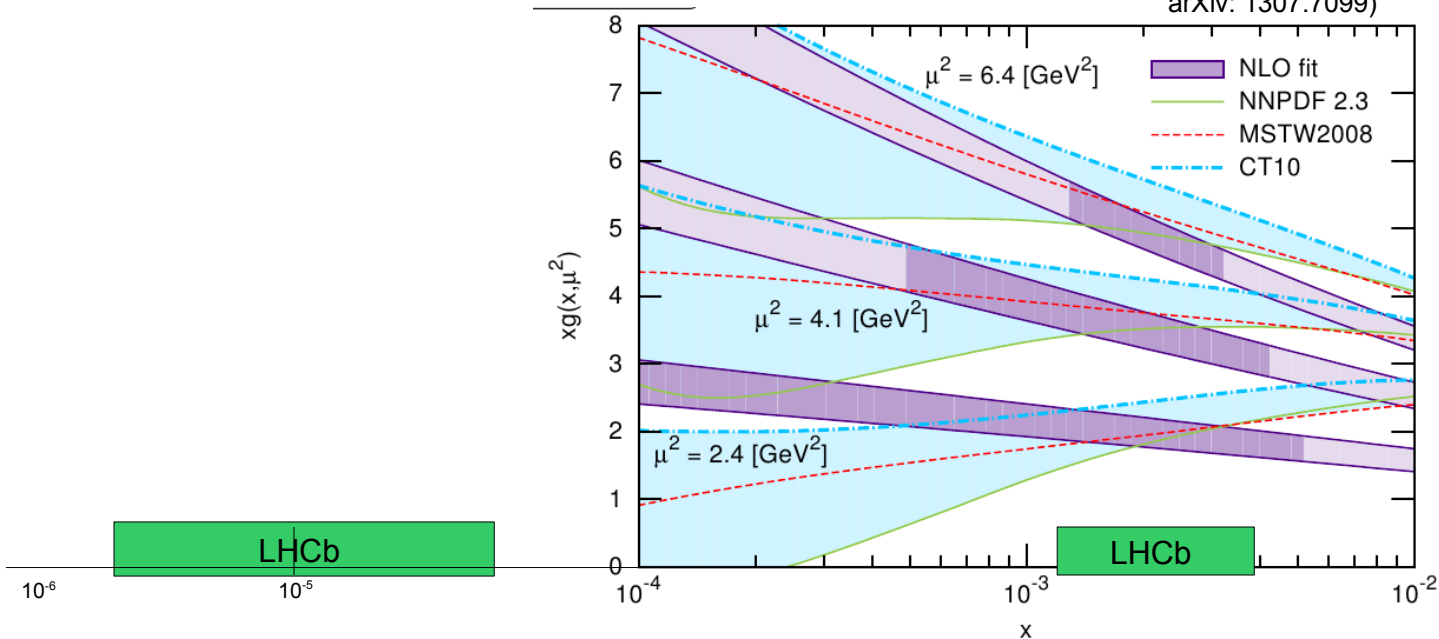 arXiv: 1307.7099)
8
7
6
5
4
3
2
1
0
xg(x,μ²)
μ² = 6.4 [GeV²]
μ² = 4.1 [GeV²]
μ² = 2.4 [GeV²]
NLO fit
NNPDF 2.3
MSTW2008
CT10
LHCb
LHCb
10⁻⁶
10⁻⁵
10⁻⁴
10⁻³
10⁻²
x